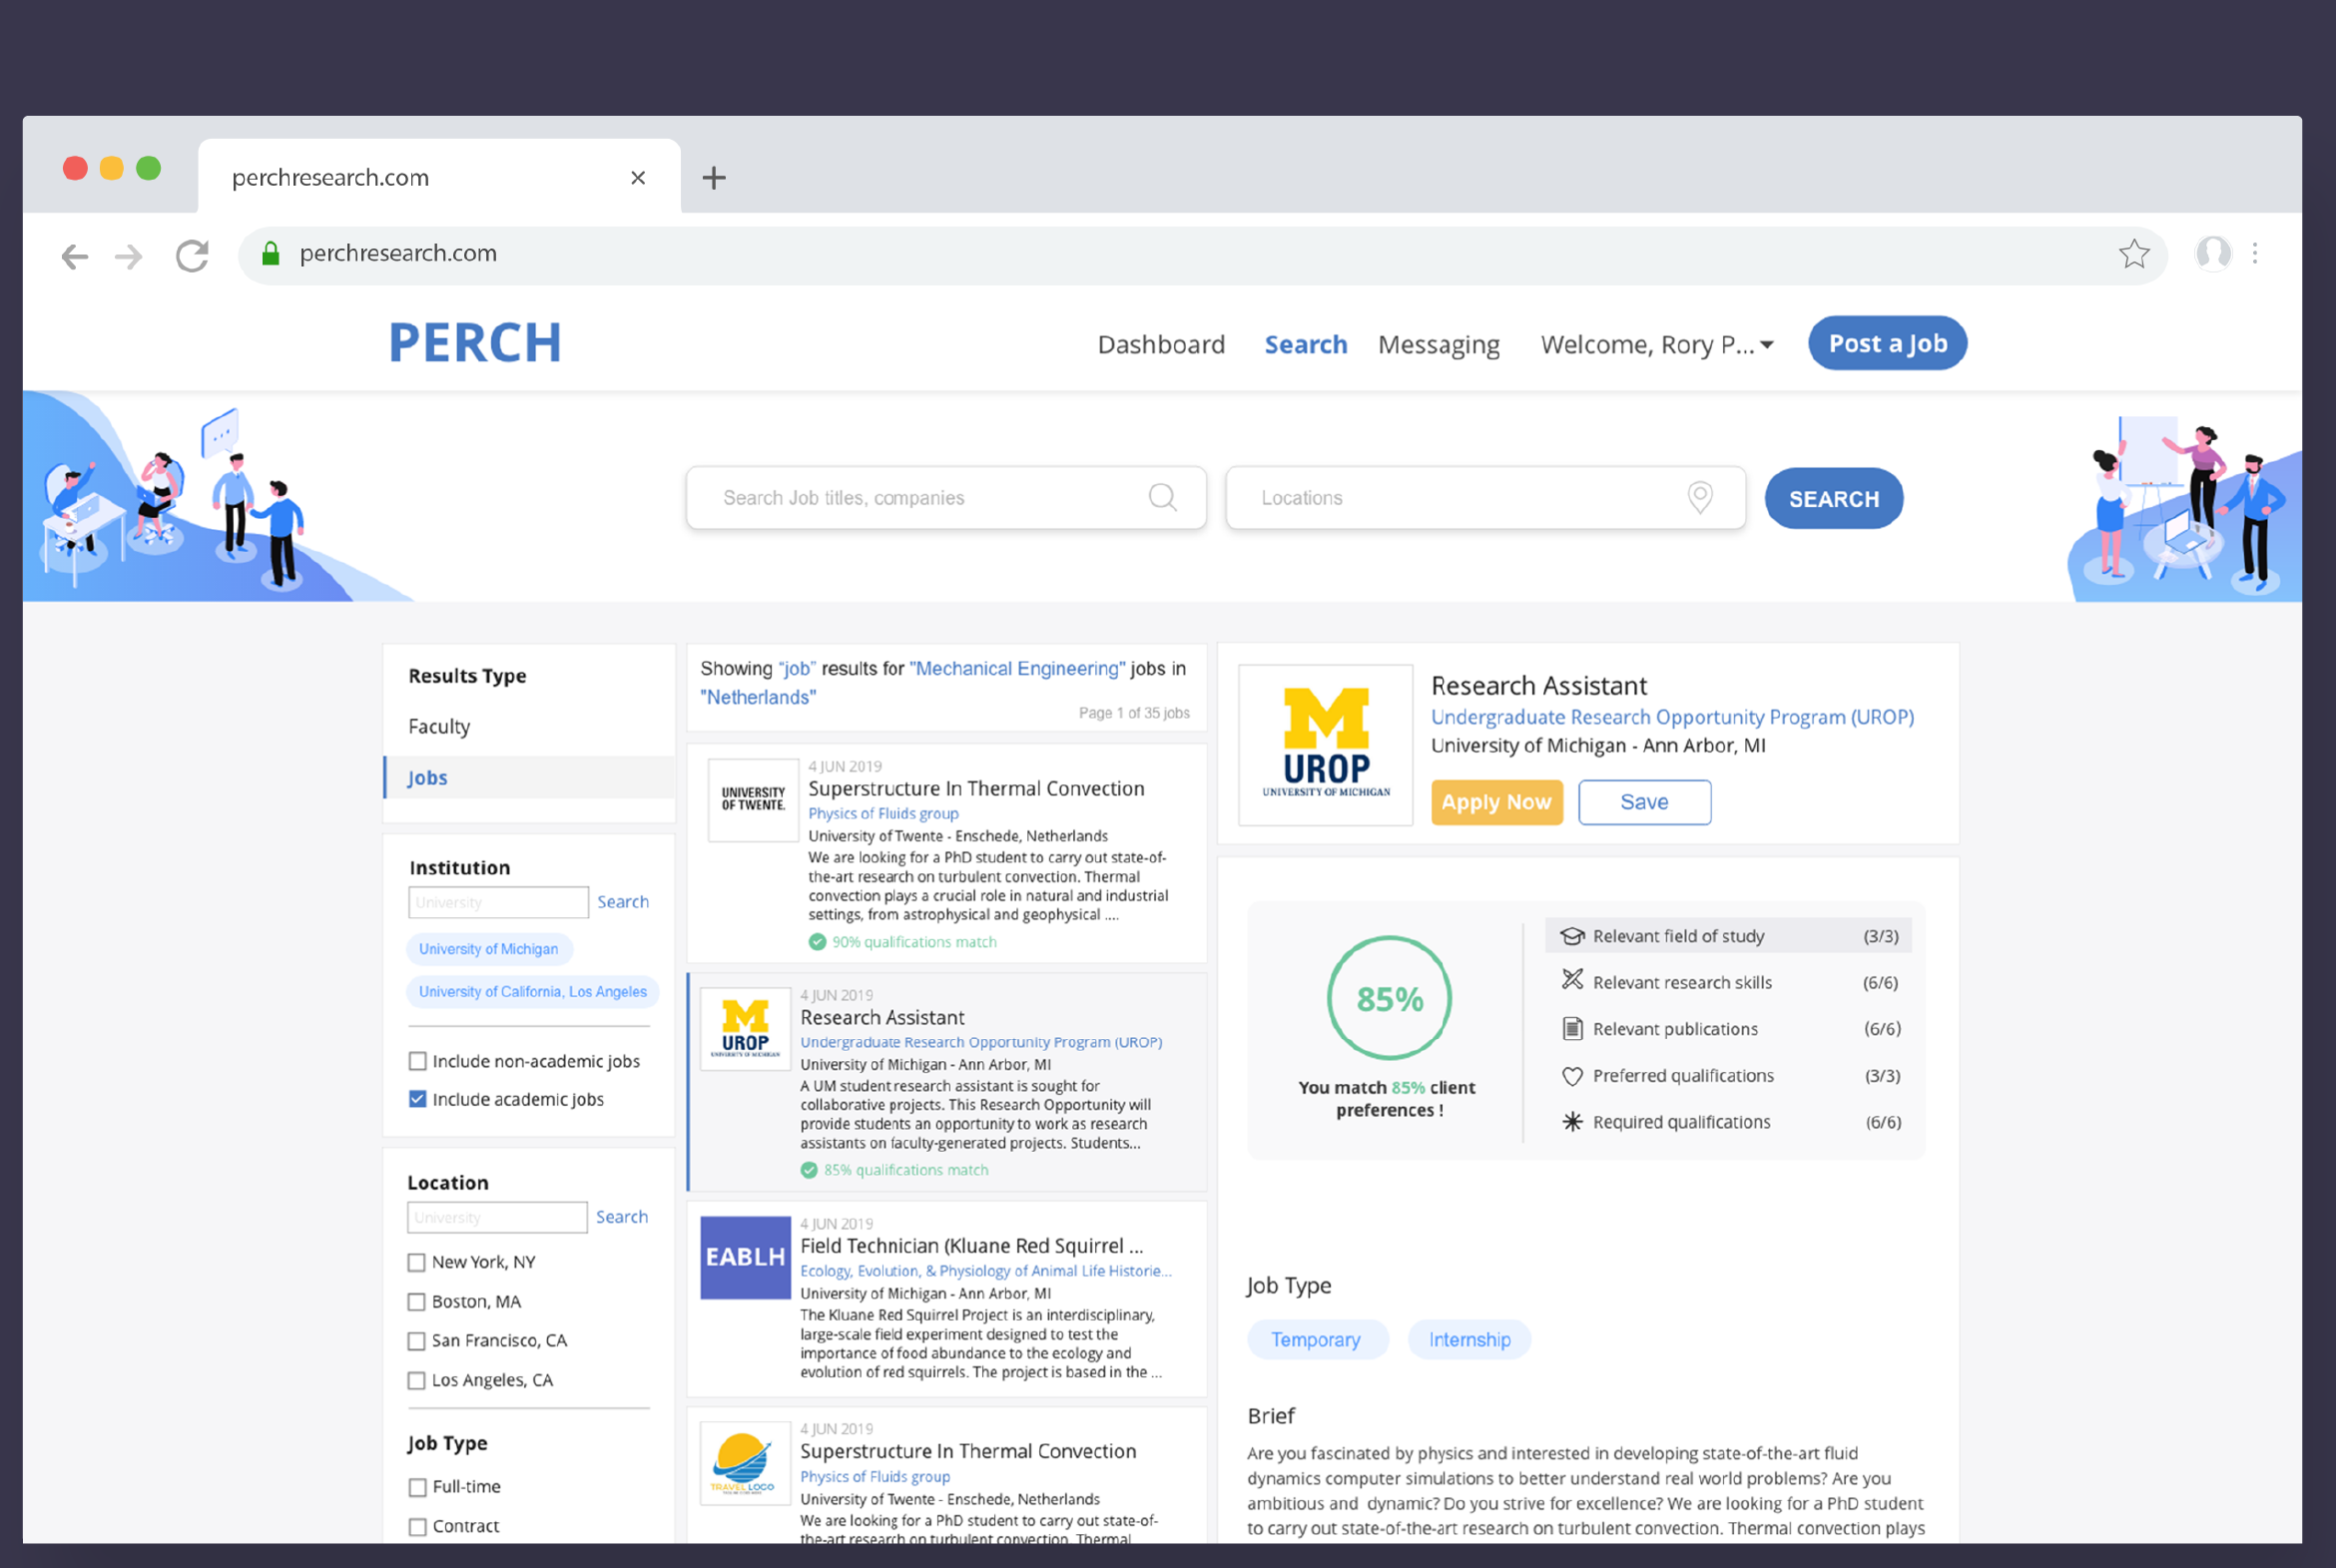 perchresearch.com
perchresearch.com
PERCH
Dashboard
Search
Messaging
Welcome, Rory P...
Post a Job
Search Job titles, companies
Locations
SEARCH
Results Type
Faculty
Jobs
Institution
University
Search
University of Michigan
University of California, Los Angeles
Include non-academic jobs
Include academic jobs
Location
University
Search
New York, NY
Boston, MA
San Francisco, CA
Los Angeles, CA
Job Type
Full-time
Contract
Showing “job” results for "Mechanical Engineering" jobs in
"Netherlands"
Page 1 of 35 jobs
UNIVERSITY
OF TWENTE.
4 JUN 2019
Superstructure In Thermal Convection
Physics of Fluids group
University of Twente - Enschede, Netherlands
We are looking for a PhD student to carry out state-of-
the-art research on turbulent convection. Thermal
convection plays a crucial role in natural and industrial
settings, from astrophysical and geophysical ....
90% qualifications match
M
UROP
UNIVERSITY OF MICHIGAN
4 JUN 2019
Research Assistant
Undergraduate Research Opportunity Program (UROP)
University of Michigan - Ann Arbor, MI
A UM student research assistant is sought for
collaborative projects. This Research Opportunity will
provide students an opportunity to work as research
assistants on faculty-generated projects. Students...
85% qualifications match
EABLH
4 JUN 2019
Field Technician (Kluane Red Squirrel ...
Ecology, Evolution, & Physiology of Animal Life Historie...
University of Michigan - Ann Arbor, MI
The Kluane Red Squirrel Project is an interdisciplinary,
large-scale field experiment designed to test the
importance of food abundance to the ecology and
evolution of red squirrels. The project is based in the ...
TRAVEL LOGO
4 JUN 2019
Superstructure In Thermal Convection
Physics of Fluids group
University of Twente - Enschede, Netherlands
We are looking for a PhD student to carry out state-of-
the-art research on turbulent convection. Thermal
M
UROP
UNIVERSITY OF MICHIGAN
Research Assistant
Undergraduate Research Opportunity Program (UROP)
University of Michigan - Ann Arbor, MI
Apply Now
Save
85%
You match 85% client
preferences !
Relevant field of study (3/3)
Relevant research skills (6/6)
Relevant publications (6/6)
Preferred qualifications (3/3)
Required qualifications (6/6)
Job Type
Temporary
Internship
Brief
Are you fascinated by physics and interested in developing state-of-the-art fluid
dynamics computer simulations to better understand real world problems? Are you
ambitious and dynamic? Do you strive for excellence? We are looking for a PhD student
to carry out state-of-the-art research on turbulent convection. Thermal convection plays